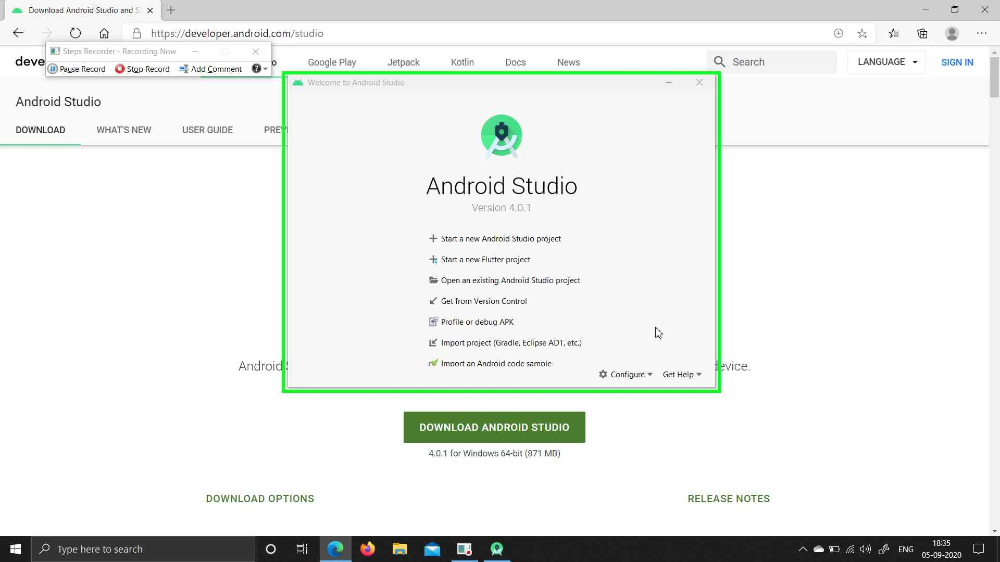 Download Android Studio and S
https://developer.android.com/studio
Steps Recorder - Recording Now
Pause Record
Stop Record
Add Comment
deve
o
Google Play
Jetpack
Kotlin
Docs
News
Search
LANGUAGE
SIGN IN
Android Studio
DOWNLOAD
WHAT'S NEW
USER GUIDE
PREV
Welcome to Android Studio
Android Studio
Version 4.0.1
Start a new Android Studio project
Start a new Flutter project
Open an existing Android Studio project
Get from Version Control
Profile or debug APK
Import project (Gradle, Eclipse ADT, etc.)
Import an Android code sample
Configure
Get Help
Android S
device.
DOWNLOAD ANDROID STUDIO
4.0.1 for Windows 64-bit (871 MB)
DOWNLOAD OPTIONS
RELEASE NOTES
Type here to search
ENG
18:35
05-09-2020